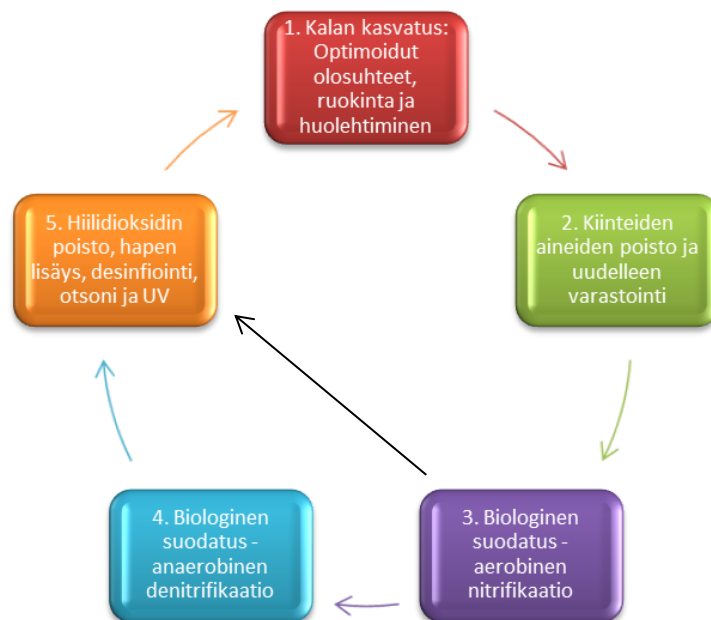 1. Kalan kasvatus:
Optimoidut
olosuhteet,
ruokinta ja
huolehtiminen
2. Kiinteiden
aineiden poisto ja
uudelleen
varastointi
3. Biologinen
suodatus -
aerobinen
nitrifikaatio
4. Biologinen
suodatus -
anaerobinen
denitrifikaatio
5. Hiilidioksidin
poisto, hapen
lisäys, desinfiointi,
otsoni ja UV